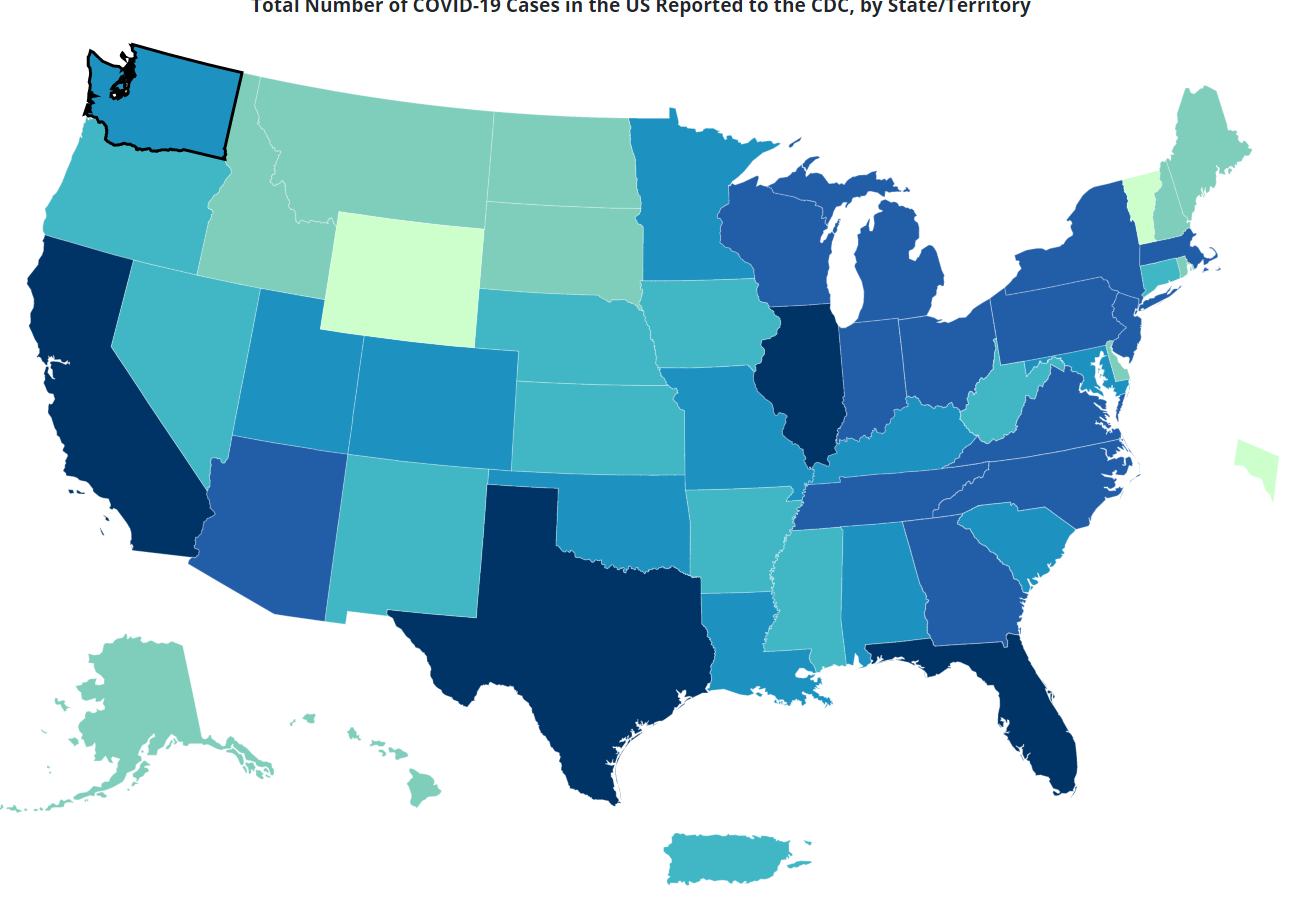 Total Number of COVID-19 Cases in the US Reported to the CDC, by State/Territory